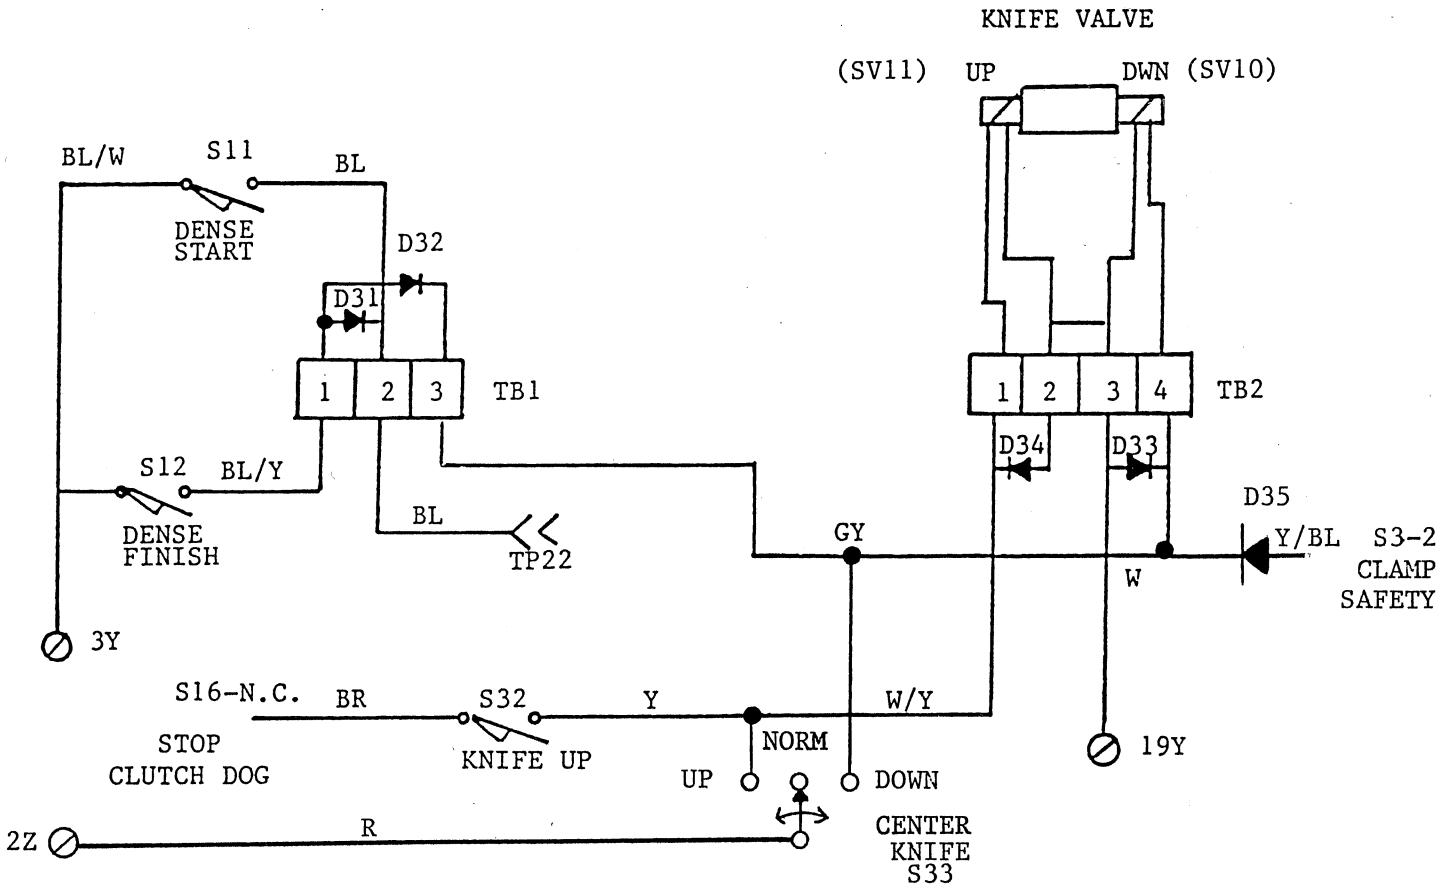 KNIFE VALVE
(SV11) UP DWN (SV10)
BL/W S11 BL
DENSE
START
D32
D31
1 2 3 TB1
1 2 3 4 TB2
D34 D33
S12 BL/Y
DENSE
FINISH
BL
TP22
D35
GY
W
Y/BL S3-2
CLAMP
SAFETY
3Y
S16-N.C. BR S32 Y W/Y
STOP
CLUTCH DOG
KNIFE UP
NORM
UP DOWN
19Y
CENTER
KNIFE
S33
2Z R